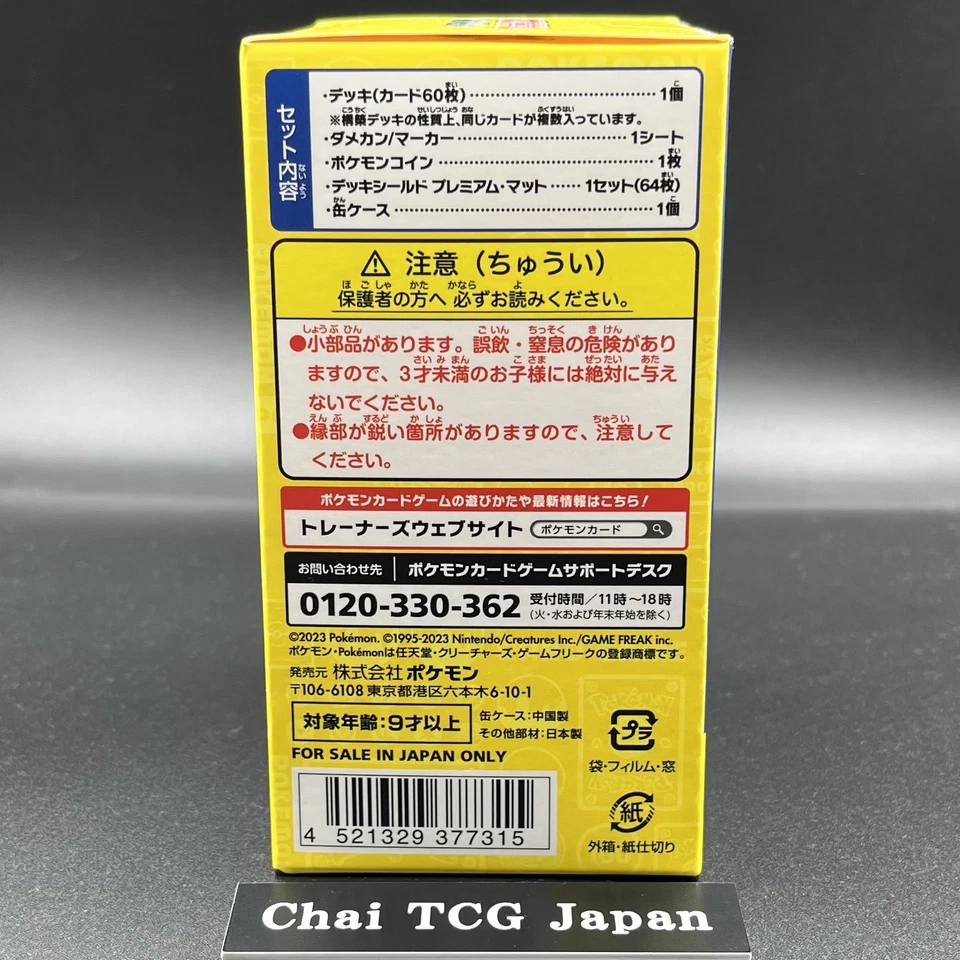 セット内容
・デッキ(カード60枚)……………………1個
※構築デッキの性質上、同じカードが複数入っています。
・ダメカン/マーカー……………………1シート
・ポケモンコイン……………………1枚
・デッキシールド プレミアム・マット……1セット(64枚)
・缶ケース……………………1個
⚠ 注意（ちゅうい）
保護者の方へ 必ずお読みください。
●小部品があります。誤飲・窒息の危険があり
ますので、3才未満のお子様には絶対に与え
ないでください。
●縁部が鋭い箇所がありますので、注意して
ください。
ポケモンカードゲームの遊びかたや最新情報はこちら！
トレーナーズウェブサイト ポケモンカード
お問い合わせ先 ポケモンカードゲームサポートデスク
0120-330-362 受付時間／11時～18時
(火・水および年末年始を除く)
©2023 Pokémon. ©1995-2023 Nintendo/Creatures Inc./GAME FREAK inc.
ポケモン・Pokémonは任天堂・クリーチャーズ・ゲームフリークの登録商標です。
発売元 株式会社ポケモン
〒106-6108 東京都港区六本木6-10-1
対象年齢:9才以上
缶ケース:中国製
その他部材:日本製
FOR SALE IN JAPAN ONLY
プラ
袋・フィルム・窓
4 521329 377315
紙
外箱・紙仕切り
Chai TCG Japan